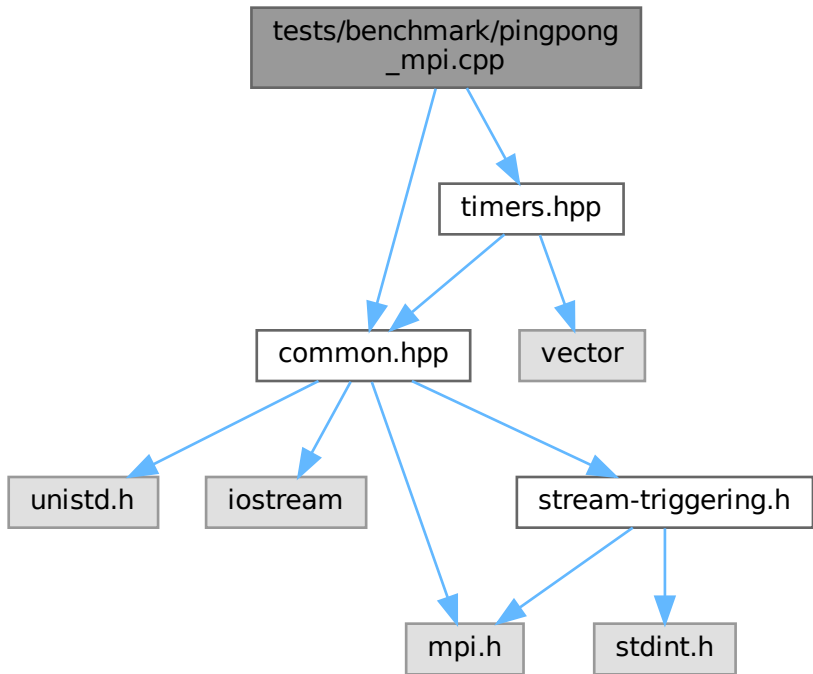 tests/benchmark/pingpong
_mpi.cpp
timers.hpp
common.hpp
vector
unistd.h
iostream
stream-triggering.h
mpi.h
stdint.h